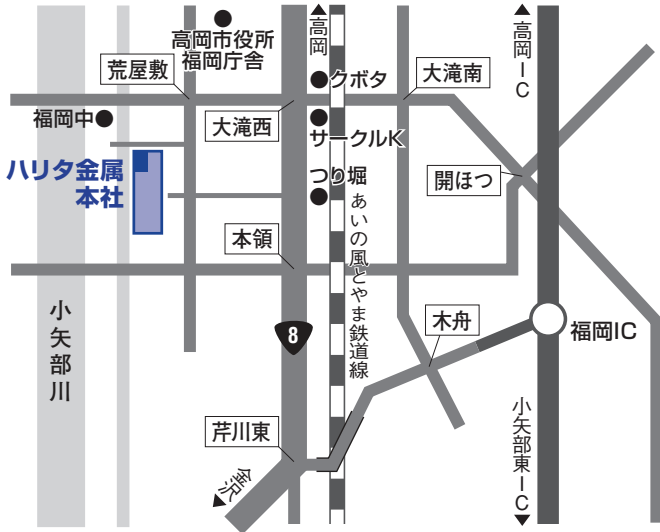 高岡
高岡市役所
福岡庁舎
高岡IC
荒屋敷
クボタ
大滝南
福岡中
大滝西
サークルK
ハリタ金属
本社
つり堀
開ほつ
あいの風とやま鉄道線
本領
小矢部川
8
木舟
福岡IC
小矢部東IC
芹川東
金沢